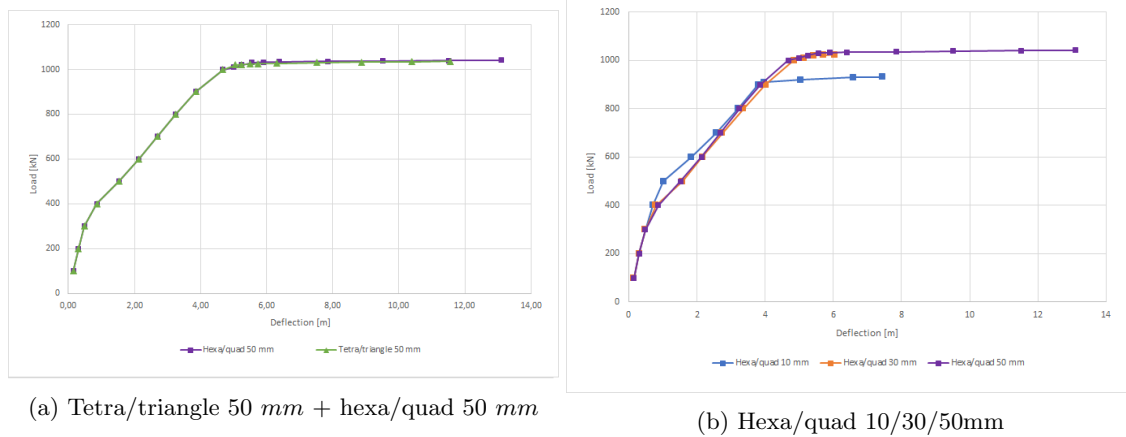 1200
1000
800
600
400
200
0
Load [kN]
0,00 2,00 4,00 6,00 8,00 10,00 12,00 14,00
Deflection [m]
Hexa/quad 50 mm Tetra/triangle 50 mm
(a) Tetra/triangle 50 mm + hexa/quad 50 mm
1200
1000
800
600
400
200
0
Load [kN]
0 2 4 6 8 10 12 14
Deflection [m]
Hexa/quad 10 mm Hexa/quad 30 mm Hexa/quad 50 mm
(b) Hexa/quad 10/30/50mm